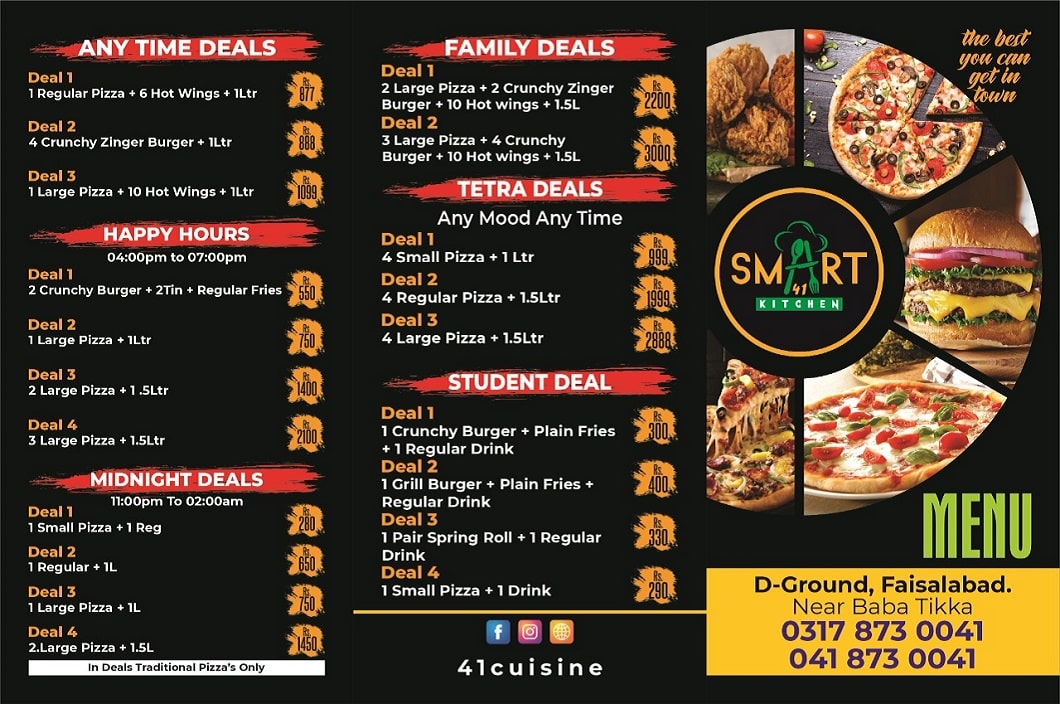 ANY TIME DEALS
Deal 1
1 Regular Pizza + 6 Hot Wings + 1Ltr
Rs. 877
Deal 2
4 Crunchy Zinger Burger + 1Ltr
Rs. 888
Deal 3
1 Large Pizza + 10 Hot Wings + 1Ltr
Rs. 1099
HAPPY HOURS
04:00pm to 07:00pm
Deal 1
2 Crunchy Burger + 2Tin + Regular Fries
Rs. 550
Deal 2
1 Large Pizza + 1Ltr
Rs. 750
Deal 3
2 Large Pizza + 1 .5Ltr
Rs. 1400
Deal 4
3 Large Pizza + 1.5Ltr
Rs. 2100
MIDNIGHT DEALS
11:00pm To 02:00am
Deal 1
1 Small Pizza + 1 Reg
Rs. 280
Deal 2
1 Regular + 1L
Rs. 650
Deal 3
1 Large Pizza + 1L
Rs. 750
Deal 4
2.Large Pizza + 1.5L
Rs. 1450
In Deals Traditional Pizza's Only
FAMILY DEALS
Deal 1
2 Large Pizza + 2 Crunchy Zinger
Burger + 10 Hot wings + 1.5L
Rs. 2200
Deal 2
3 Large Pizza + 4 Crunchy
Burger + 10 Hot wings + 1.5L
Rs. 3000
TETRA DEALS
Any Mood Any Time
Deal 1
4 Small Pizza + 1 Ltr
Rs. 999
Deal 2
4 Regular Pizza + 1.5Ltr
Rs. 1999
Deal 3
4 Large Pizza + 1.5Ltr
Rs. 2888
STUDENT DEAL
Deal 1
1 Crunchy Burger + Plain Fries
+ 1 Regular Drink
Rs. 300
Deal 2
1 Grill Burger + Plain Fries +
Regular Drink
Rs. 400
Deal 3
1 Pair Spring Roll + 1 Regular
Drink
Rs. 330
Deal 4
1 Small Pizza + 1 Drink
Rs. 290
41cuisine
the best
you can
get in
town
SMART
41
KITCHEN
MENU
D-Ground, Faisalabad.
Near Baba Tikka
0317 873 0041
041 873 0041